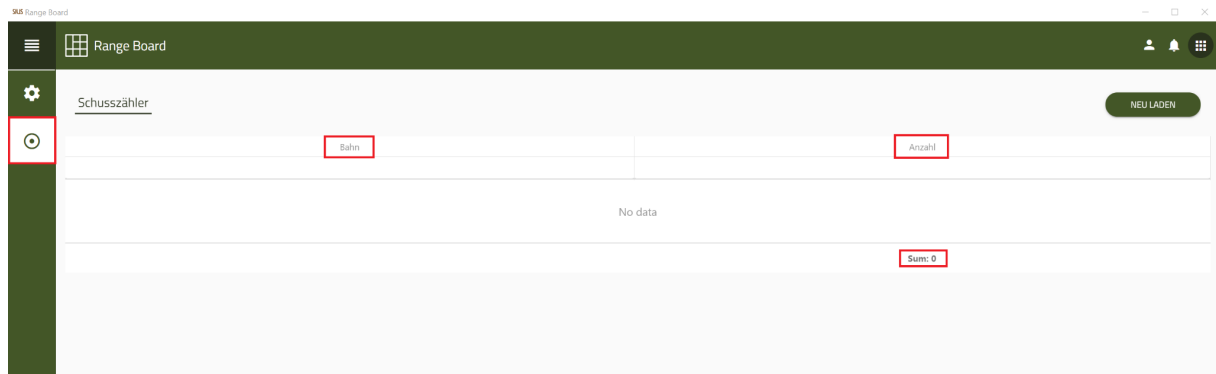 SIUS Range Board
Range Board
Schusszähler
NEU LADEN
Bahn Anzahl
No data
Sum: 0